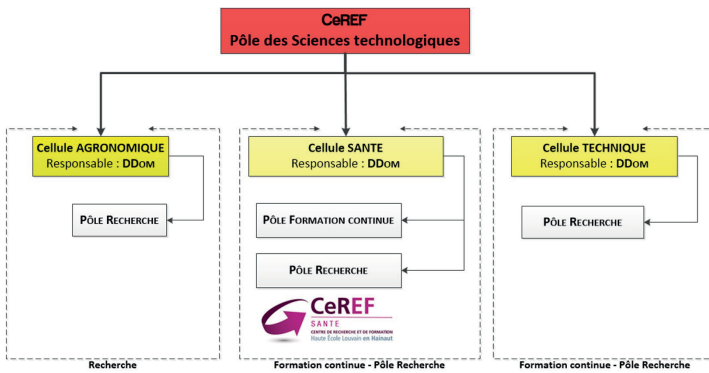 CeREF
Pôle des Sciences technologiques
Cellule AGRONOMIQUE
Responsable : DDOM
PÔLE RECHERCHE
Recherche
Cellule SANTE
Responsable : DDOM
PÔLE FORMATION CONTINUE
PÔLE RECHERCHE
CeREF
SANTE
CENTRE DE RECHERCHE ET DE FORMATION
Haute École Louvain en Hainaut
Formation continue - Pôle Recherche
Cellule TECHNIQUE
Responsable : DDOM
PÔLE RECHERCHE
Formation continue - Pôle Recherche